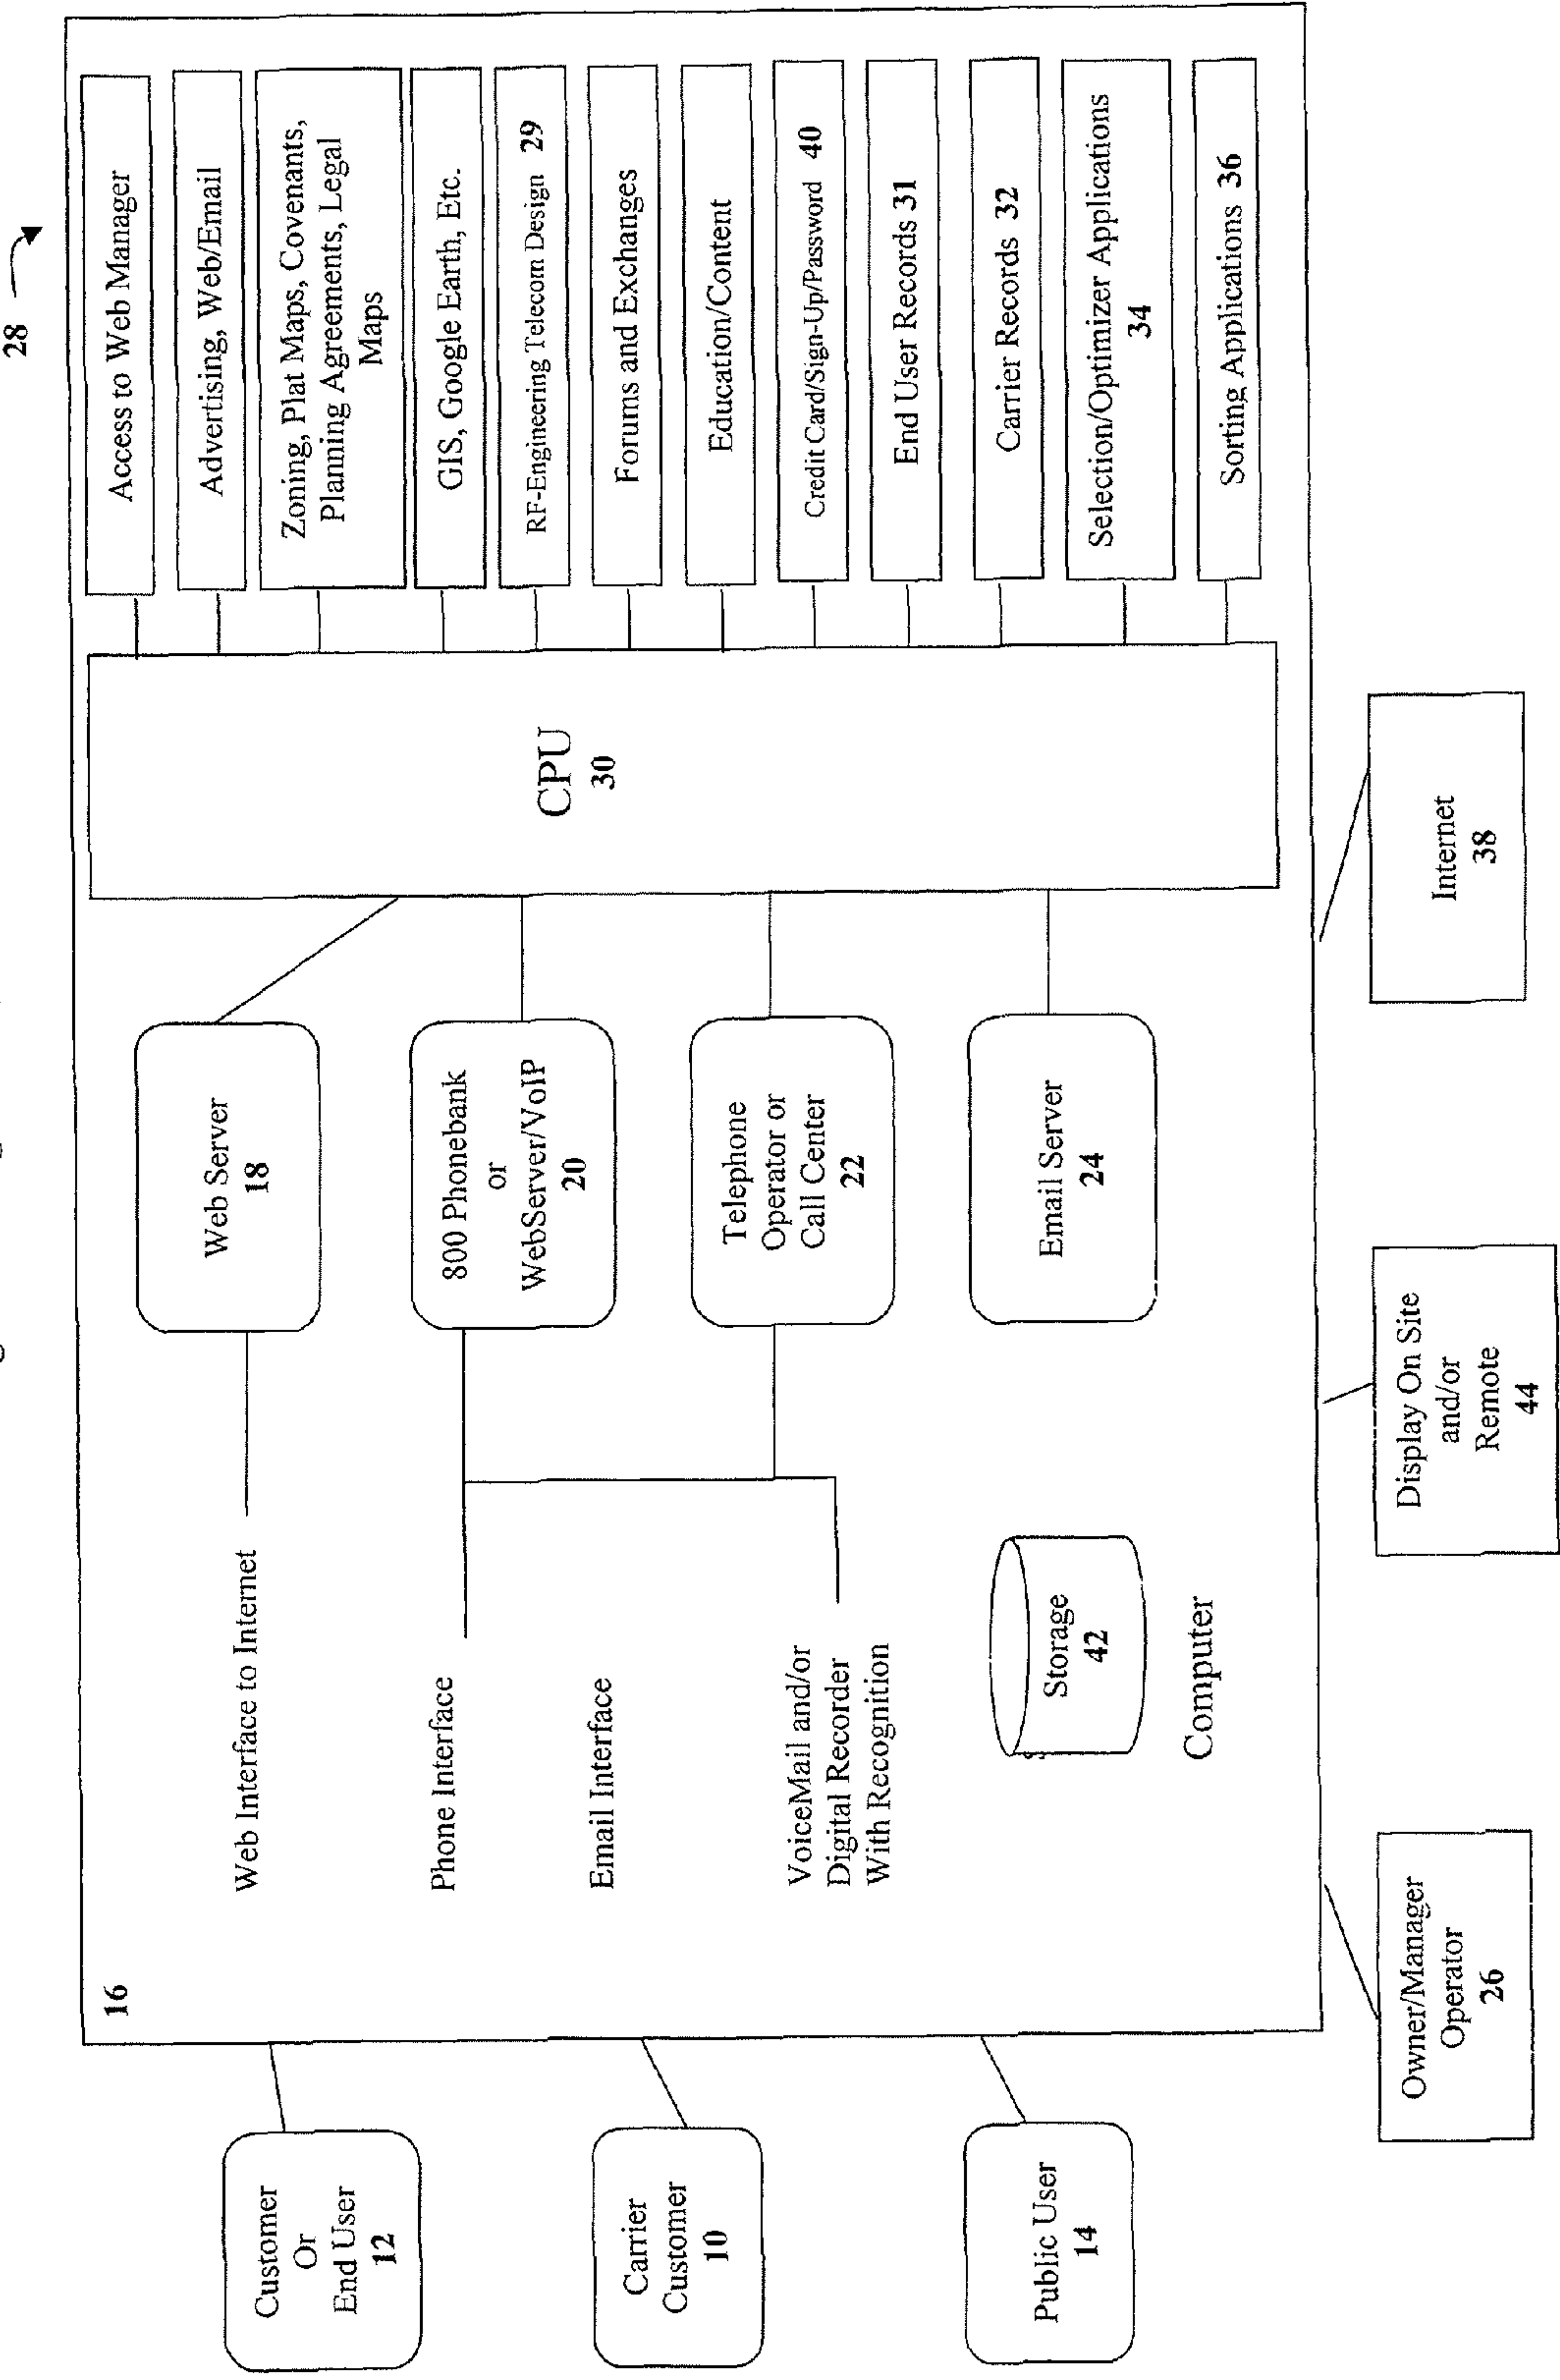 28
16
Customer
Or
End User
12
Carrier
Customer
10
Public User
14
Web Interface to Internet
Phone Interface
Email Interface
VoiceMail and/or
Digital Recorder
With Recognition
Storage
42
Computer
Web Server
18
800 Phonebank
or
WebServer/VoIP
20
Telephone
Operator or
Call Center
22
Email Server
24
CPU
30
Access to Web Manager
Advertising, Web/Email
Zoning, Plat Maps, Covenants,
Planning Agreements, Legal
Maps
GIS, Google Earth, Etc.
RF-Engineering Telecom Design 29
Forums and Exchanges
Education/Content
Credit Card/Sign-Up/Password 40
End User Records 31
Carrier Records 32
Selection/Optimizer Applications
34
Sorting Applications 36
Owner/Manager
Operator
26
Display On Site
and/or
Remote
44
Internet
38